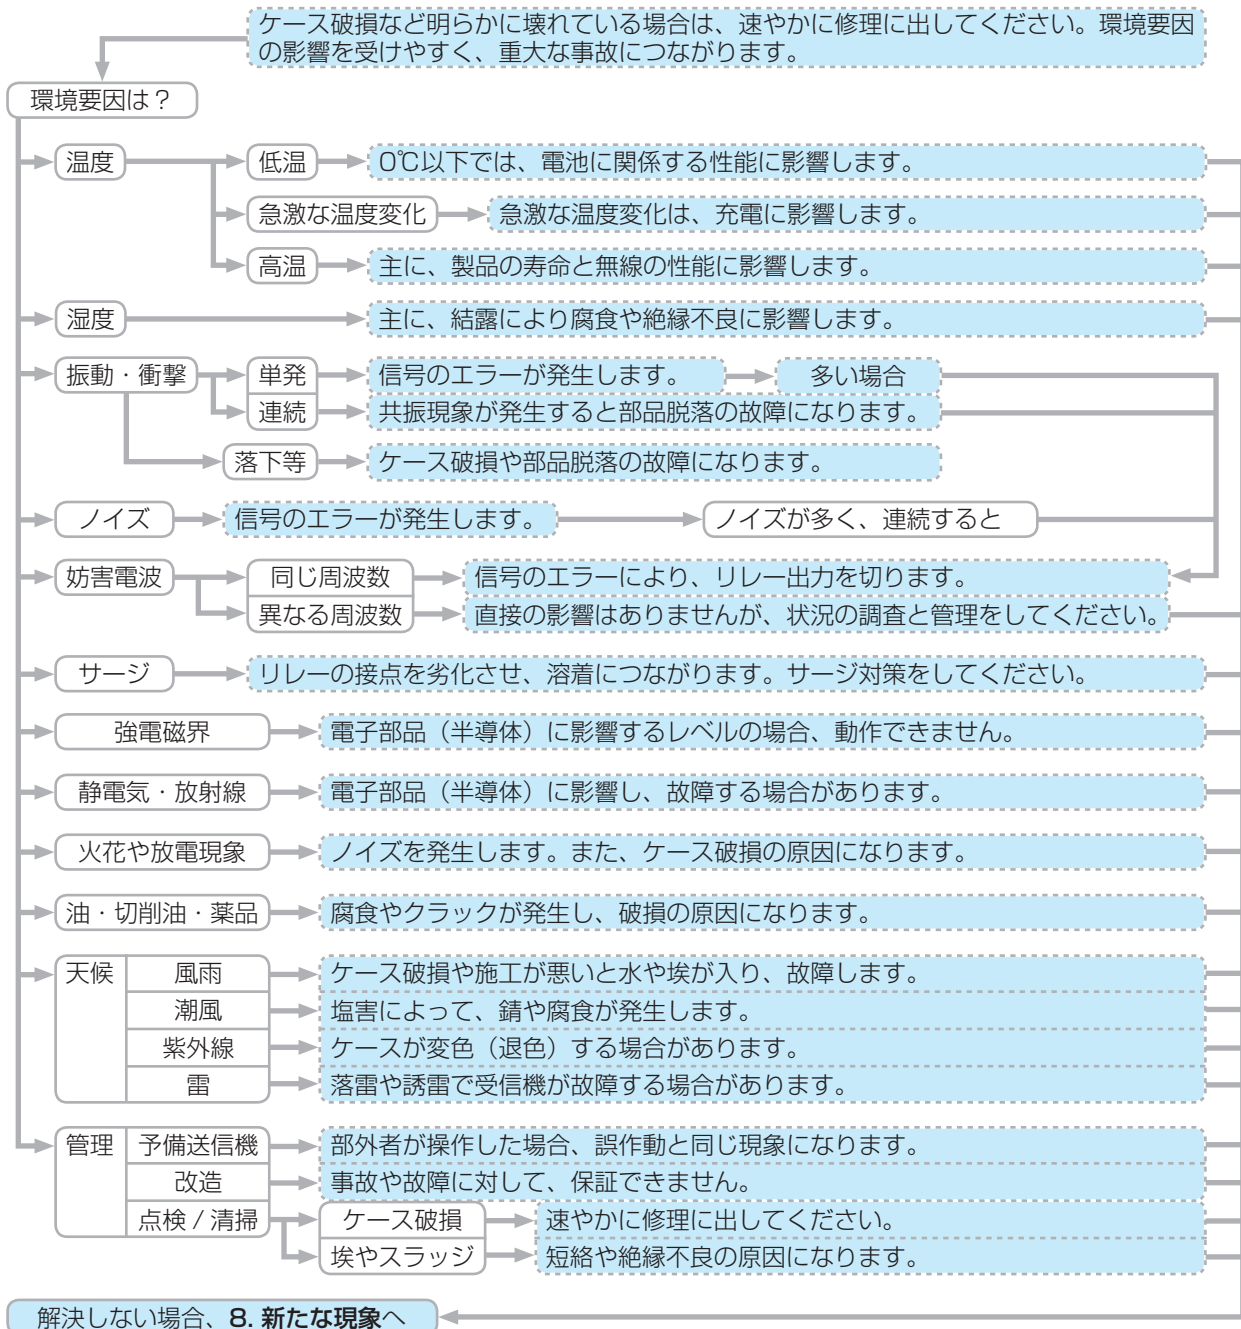 ケース破損など明らかに壊れている場合は、速やかに修理に出してください。環境要因
の影響を受けやすく、重大な事故につながります。
環境要因は？
温度
低温
0℃以下では、電池に関係する性能に影響します。
急激な温度変化
急激な温度変化は、充電に影響します。
高温
主に、製品の寿命と無線の性能に影響します。
湿度
主に、結露により腐食や絶縁不良に影響します。
振動・衝撃
単発
信号のエラーが発生します。
多い場合
連続
共振現象が発生すると部品脱落の故障になります。
落下等
ケース破損や部品脱落の故障になります。
ノイズ
信号のエラーが発生します。
ノイズが多く、連続すると
妨害電波
同じ周波数
信号のエラーにより、リレー出力を切ります。
異なる周波数
直接の影響はありませんが、状況の調査と管理をしてください。
サージ
リレーの接点を劣化させ、溶着につながります。サージ対策をしてください。
強電磁界
電子部品（半導体）に影響するレベルの場合、動作できません。
静電気・放射線
電子部品（半導体）に影響し、故障する場合があります。
火花や放電現象
ノイズを発生します。また、ケース破損の原因になります。
油・切削油・薬品
腐食やクラックが発生し、破損の原因になります。
天候
風雨
ケース破損や施工が悪いと水や埃が入り、故障します。
潮風
塩害によって、錆や腐食が発生します。
紫外線
ケースが変色（退色）する場合があります。
雷
落雷や誘雷で受信機が故障する場合があります。
管理
予備送信機
部外者が操作した場合、誤作動と同じ現象になります。
改造
事故や故障に対して、保証できません。
点検 / 清掃
ケース破損
速やかに修理に出してください。
埃やスラッジ
短絡や絶縁不良の原因になります。
解決しない場合、8. 新たな現象へ